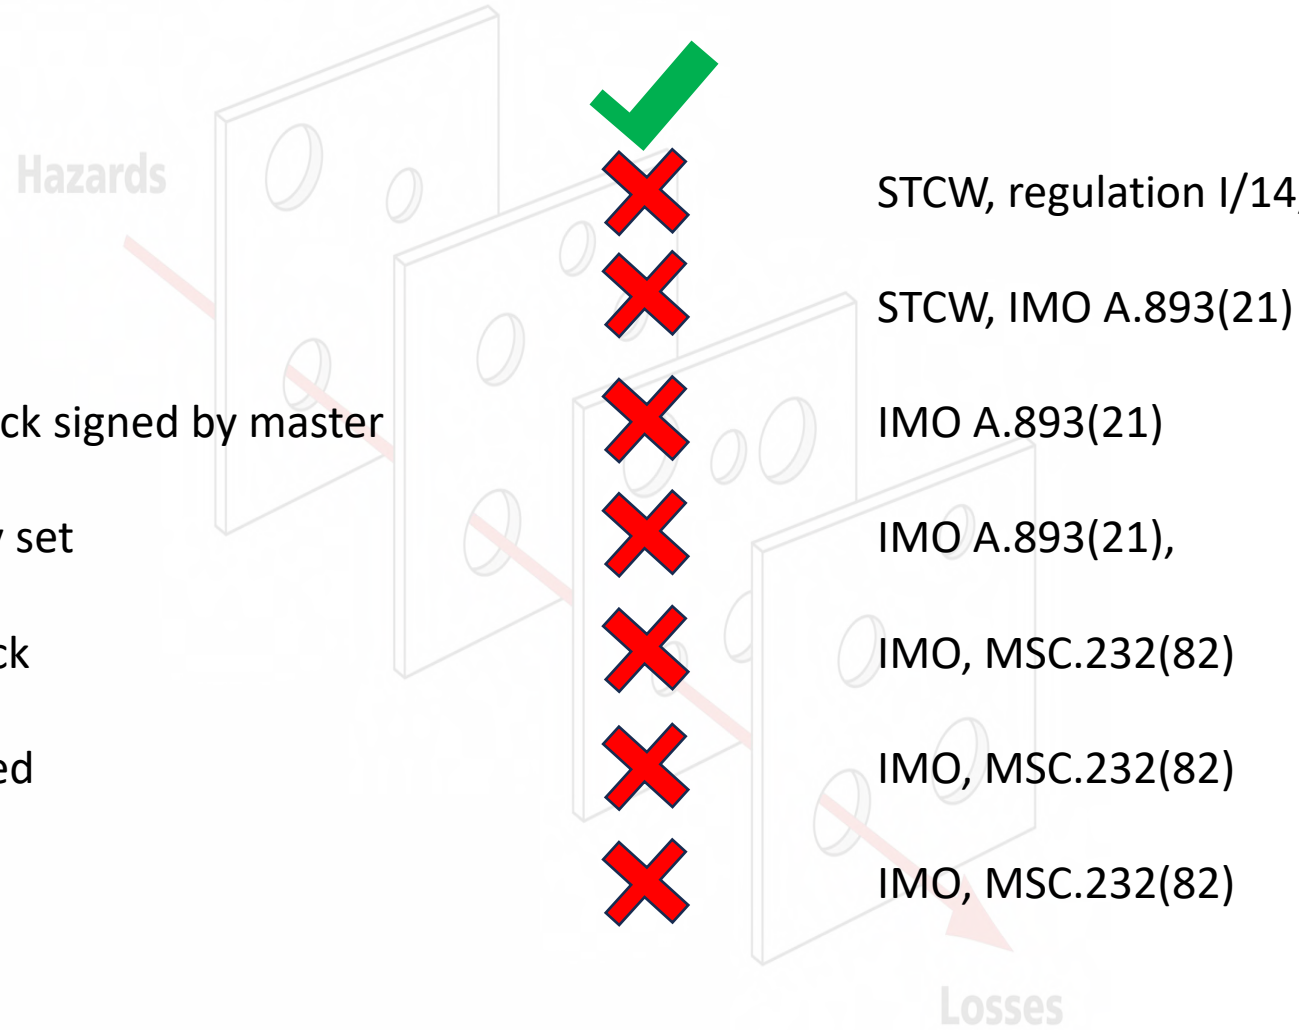 Hazards
STCW, regulation I/14,
STCW, IMO A.893(21)
ck signed by master IMO A.893(21)
set IMO A.893(21),
ck IMO, MSC.232(82)
ed IMO, MSC.232(82)
IMO, MSC.232(82)
Losses